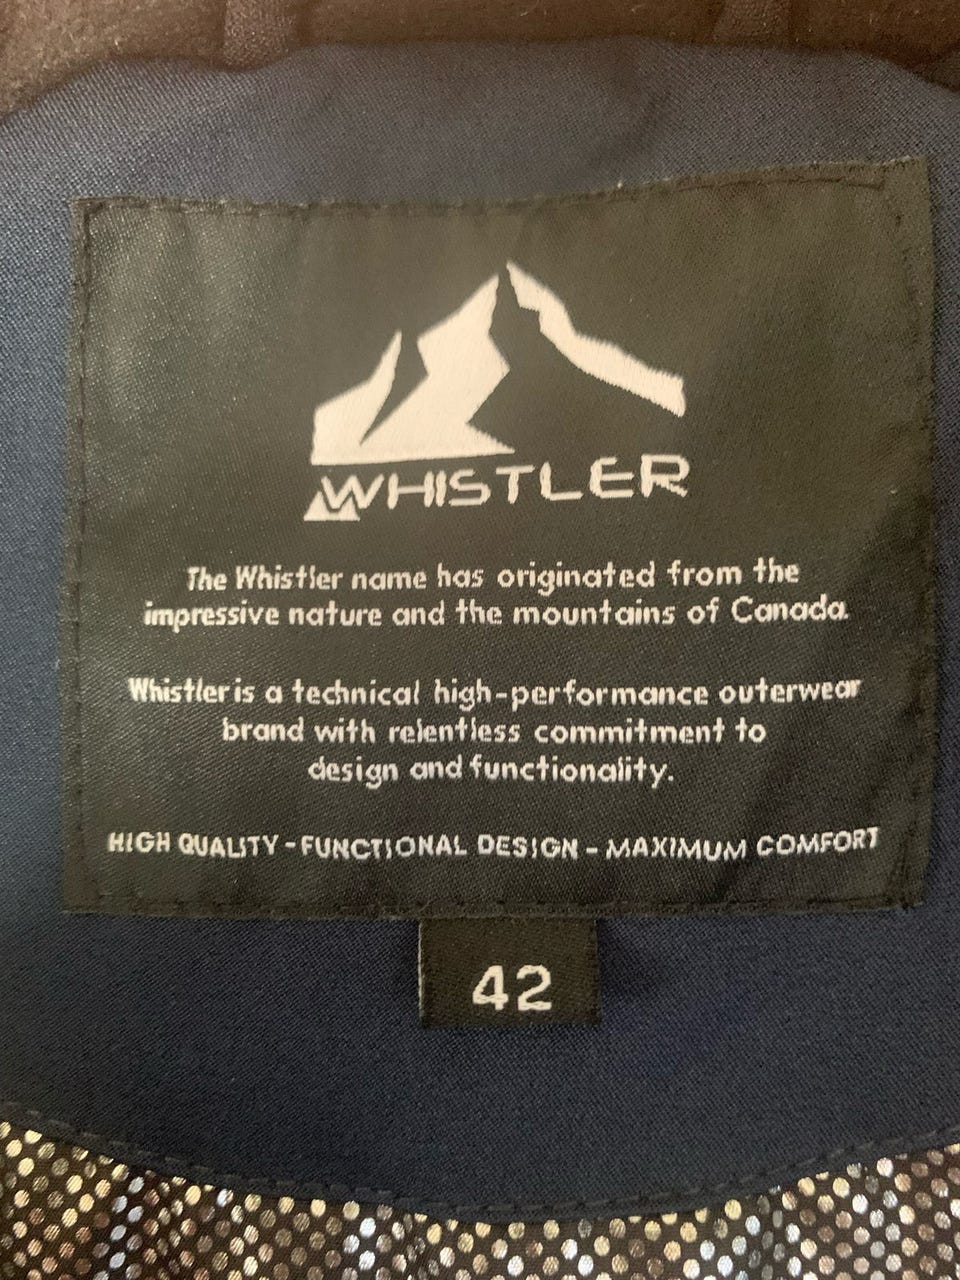 WHISTLER
The Whistler name has originated from the
impressive nature and the mountains of Canada.
Whistler is a technical high-performance outerwear
brand with relentless commitment to
design and functionality.
HIGH QUALITY - FUNCTIONAL DESIGN - MAXIMUM COMFORT
42